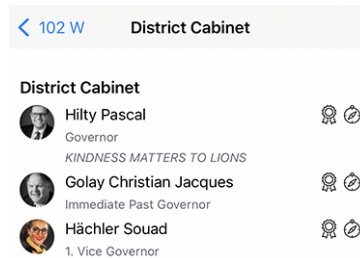 102 W
District Cabinet
District Cabinet
Hilty Pascal
Governor
KINDNESS MATTERS TO LIONS
Golay Christian Jacques
Immediate Past Governor
Hächler Souad
1. Vice Governor